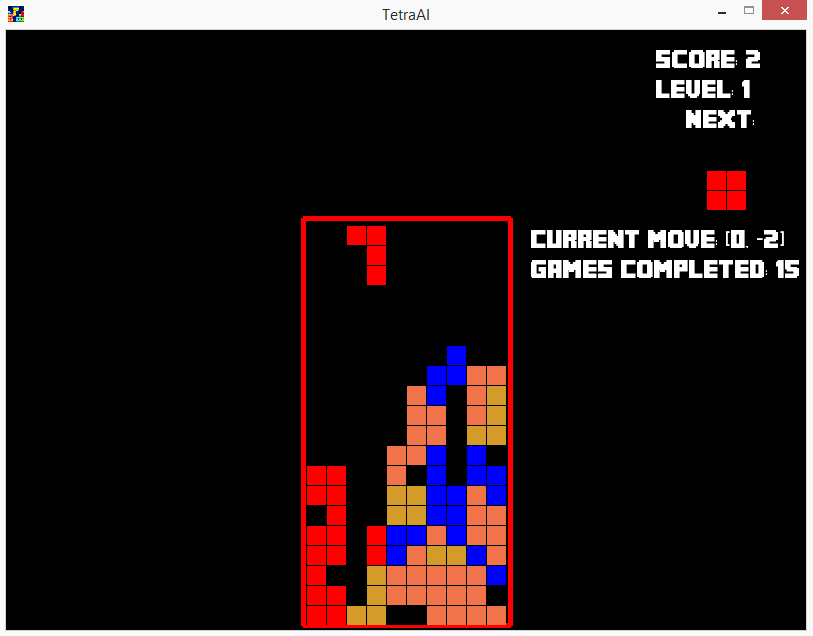 TetraAI
SCORE: 2
LEVEL: 1
NEXT:
CURRENT MOVE: [0, -2]
GAMES COMPLETED: 15